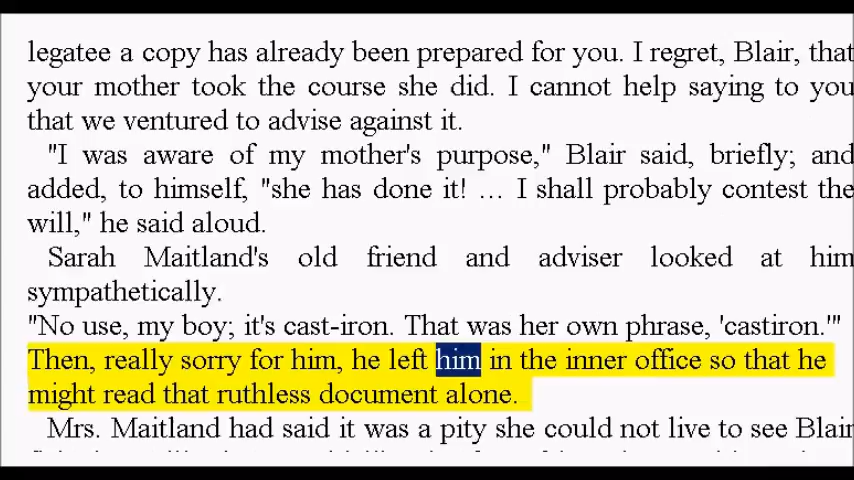 legatee a copy has already been prepared for you. I regret, Blair, that
your mother took the course she did. I cannot help saying to you
that we ventured to advise against it.
"I was aware of my mother's purpose," Blair said, briefly; and
added, to himself, "she has done it! ... I shall probably contest the
will," he said aloud.
Sarah Maitland's old friend and adviser looked at him
sympathetically.
"No use, my boy; it's cast-iron. That was her own phrase, 'castiron.'"
Then, really sorry for him, he left him in the inner office so that he
might read that ruthless document alone.
Mrs. Maitland had said it was a pity she could not live to see Blair